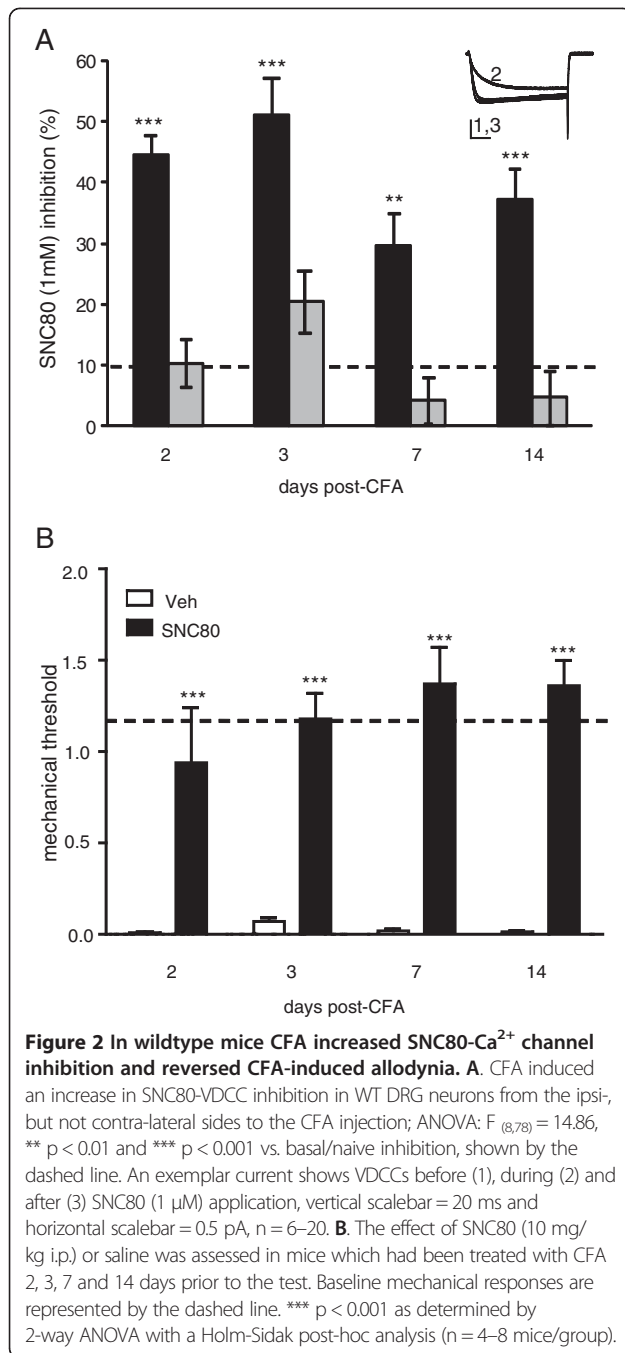 A
60
50
40
30
20
10
0
SNC80 (1mM) inhibition (%)
***
***
**
***
2
1,3
2 3 7 14
days post-CFA
B
2.0
1.5
1.0
0.5
0.0
mechanical threshold
Veh
SNC80
***
***
***
***
2 3 7 14
days post-CFA
Figure 2 In wildtype mice CFA increased SNC80-Ca²⁺ channel
inhibition and reversed CFA-induced allodynia. A. CFA induced
an increase in SNC80-VDCC inhibition in WT DRG neurons from the ipsi-,
but not contra-lateral sides to the CFA injection; ANOVA: F (8,78) = 14.86,
** p < 0.01 and *** p < 0.001 vs. basal/naive inhibition, shown by the
dashed line. An exemplar current shows VDCCs before (1), during (2) and
after (3) SNC80 (1 μM) application, vertical scalebar = 20 ms and
horizontal scalebar = 0.5 pA, n = 6–20. B. The effect of SNC80 (10 mg/
kg i.p.) or saline was assessed in mice which had been treated with CFA
2, 3, 7 and 14 days prior to the test. Baseline mechanical responses are
represented by the dashed line. *** p < 0.001 as determined by
2-way ANOVA with a Holm-Sidak post-hoc analysis (n = 4–8 mice/group).